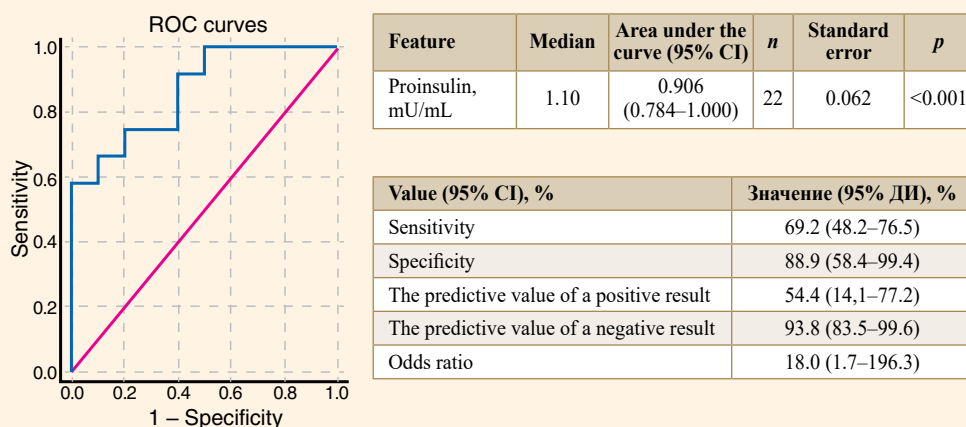 ROC curves
1.0
0.8
0.6
0.4
0.2
0.0
Sensitivity
0.0 0.2 0.4 0.6 0.8 1.0
1 – Specificity
Feature Median Area under the curve (95% CI) n Standard error p
Proinsulin, mU/mL 1.10 0.906 (0.784–1.000) 22 0.062 <0.001
Value (95% CI), % Значение (95% ДИ), %
Sensitivity 69.2 (48.2–76.5)
Specificity 88.9 (58.4–99.4)
The predictive value of a positive result 54.4 (14,1–77.2)
The predictive value of a negative result 93.8 (83.5–99.6)
Odds ratio 18.0 (1.7–196.3)